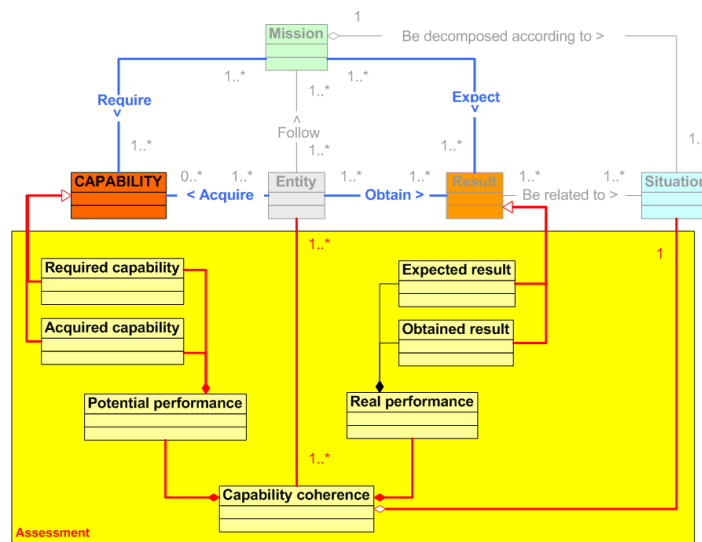 1
Mission
Be decomposed according to >
1..*
1..*
1..*
Require
v
Expect
v
^
Follow
1..*
1..*
1..*
1..
CAPABILITY
0..*
1..*
Entity
1..*
1..*
Result
1..*
1..*
Situation
< Acquire
Obtain >
Be related to >
1..*
1
Required capability
Expected result
Acquired capability
Obtained result
Potential performance
Real performance
1..*
Capability coherence
Assessment